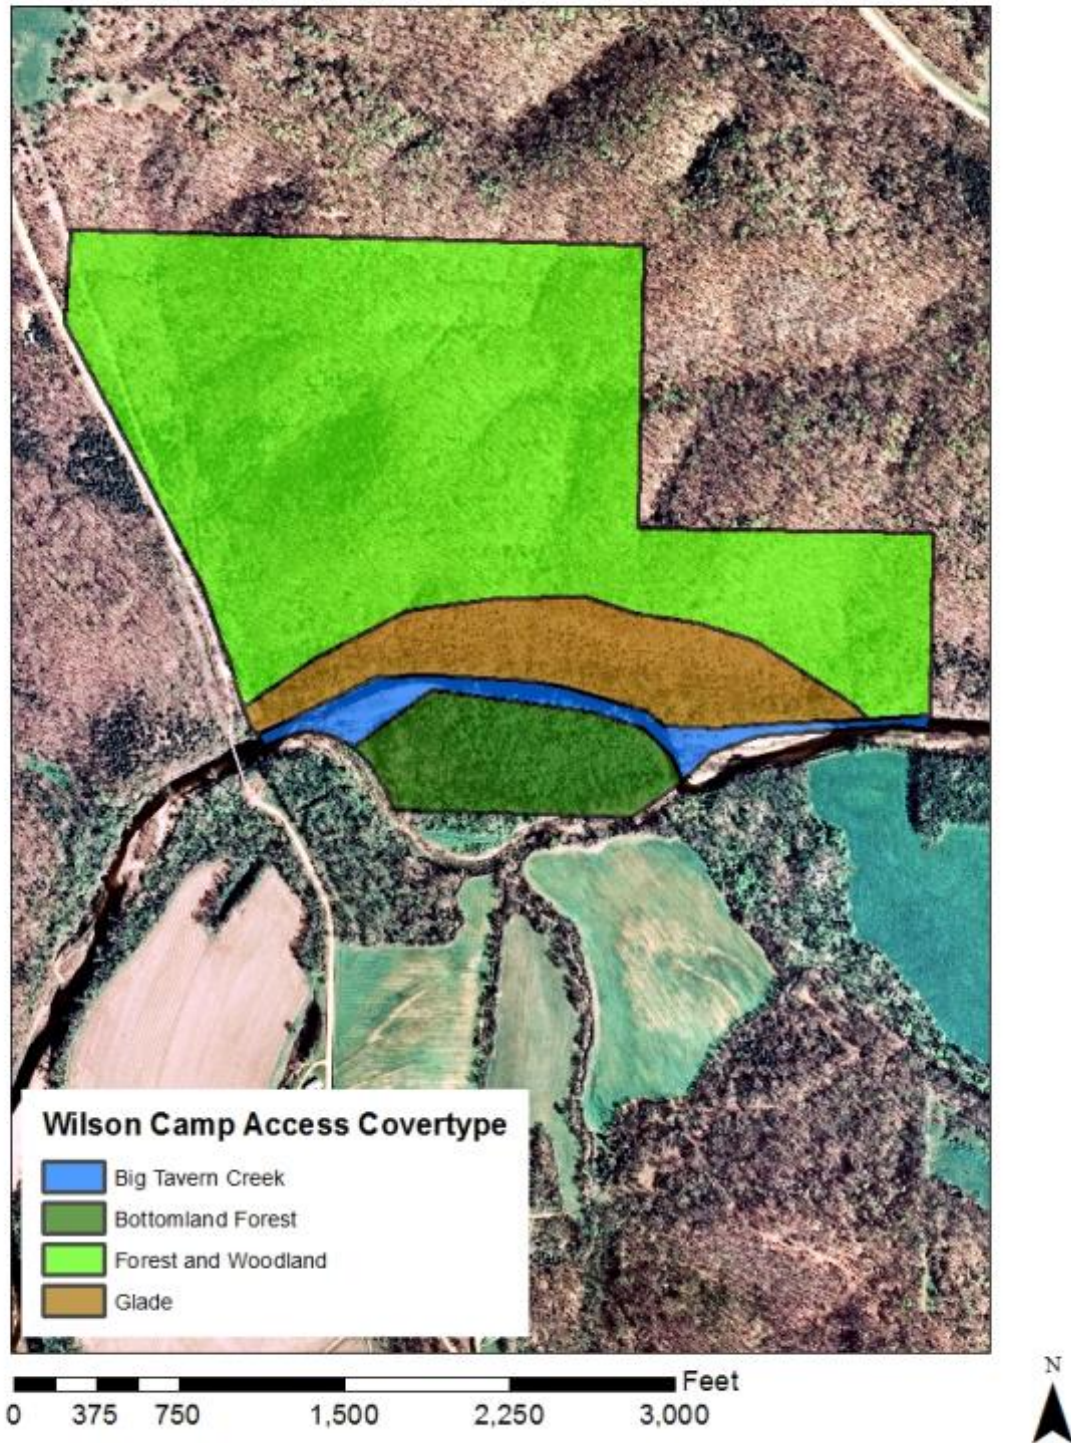 Wilson Camp Access Covertype
Big Tavern Creek
Bottomland Forest
Forest and Woodland
Glade
Feet
0 375 750 1,500 2,250 3,000
N